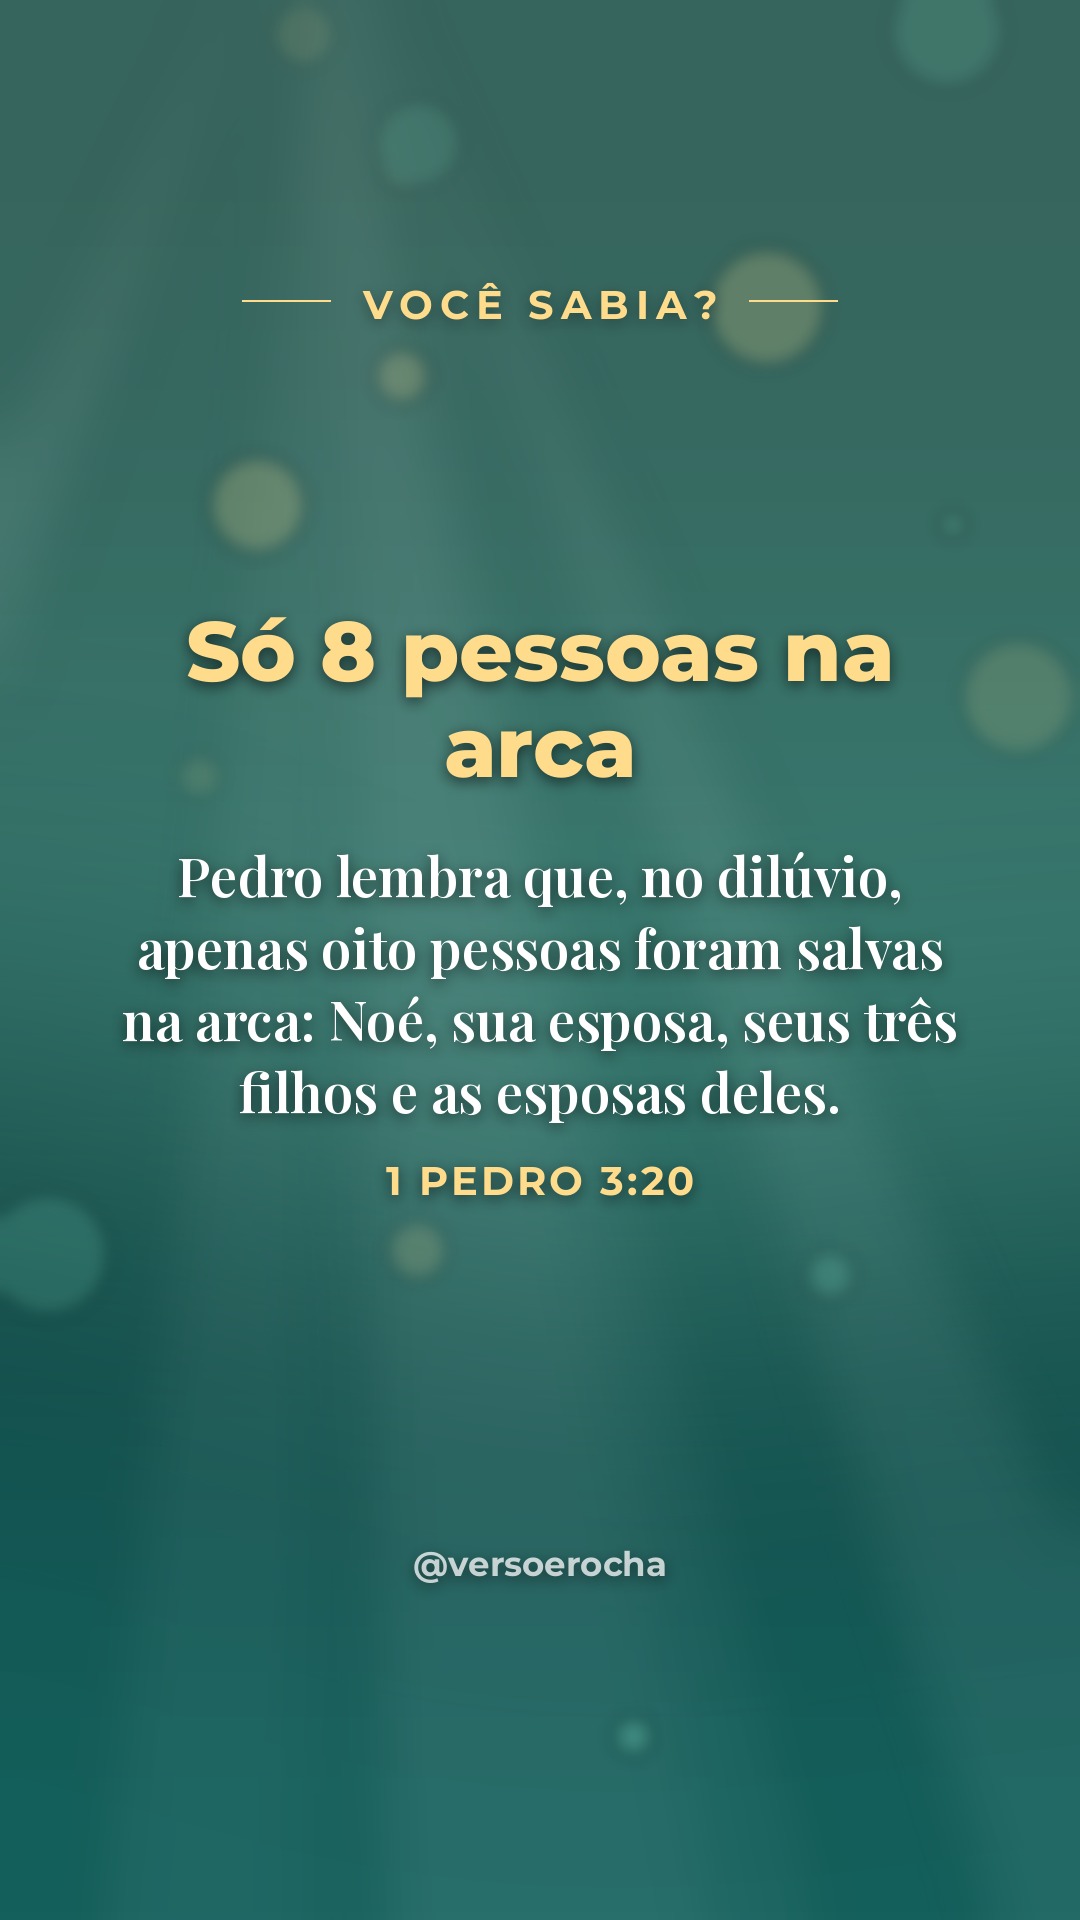 VOCÊ SABIA?
Só 8 pessoas na
arca
Pedro lembra que, no dilúvio,
apenas oito pessoas foram salvas
na arca: Noé, sua esposa, seus três
filhos e as esposas deles.
1 PEDRO 3:20
@versoerocha